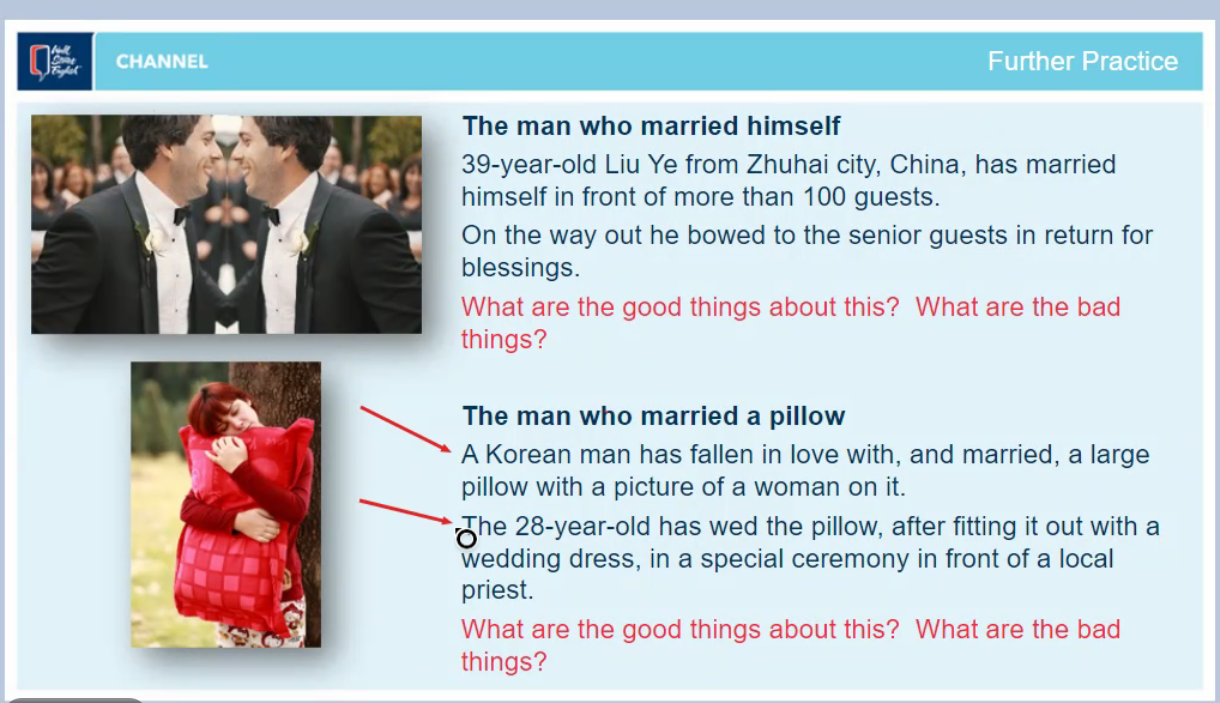 Wall
Street
English
CHANNEL
Further Practice
The man who married himself
39-year-old Liu Ye from Zhuhai city, China, has married
himself in front of more than 100 guests.
On the way out he bowed to the senior guests in return for
blessings.
What are the good things about this?  What are the bad
things?
The man who married a pillow
A Korean man has fallen in love with, and married, a large
pillow with a picture of a woman on it.
The 28-year-old has wed the pillow, after fitting it out with a
wedding dress, in a special ceremony in front of a local
priest.
What are the good things about this?  What are the bad
things?